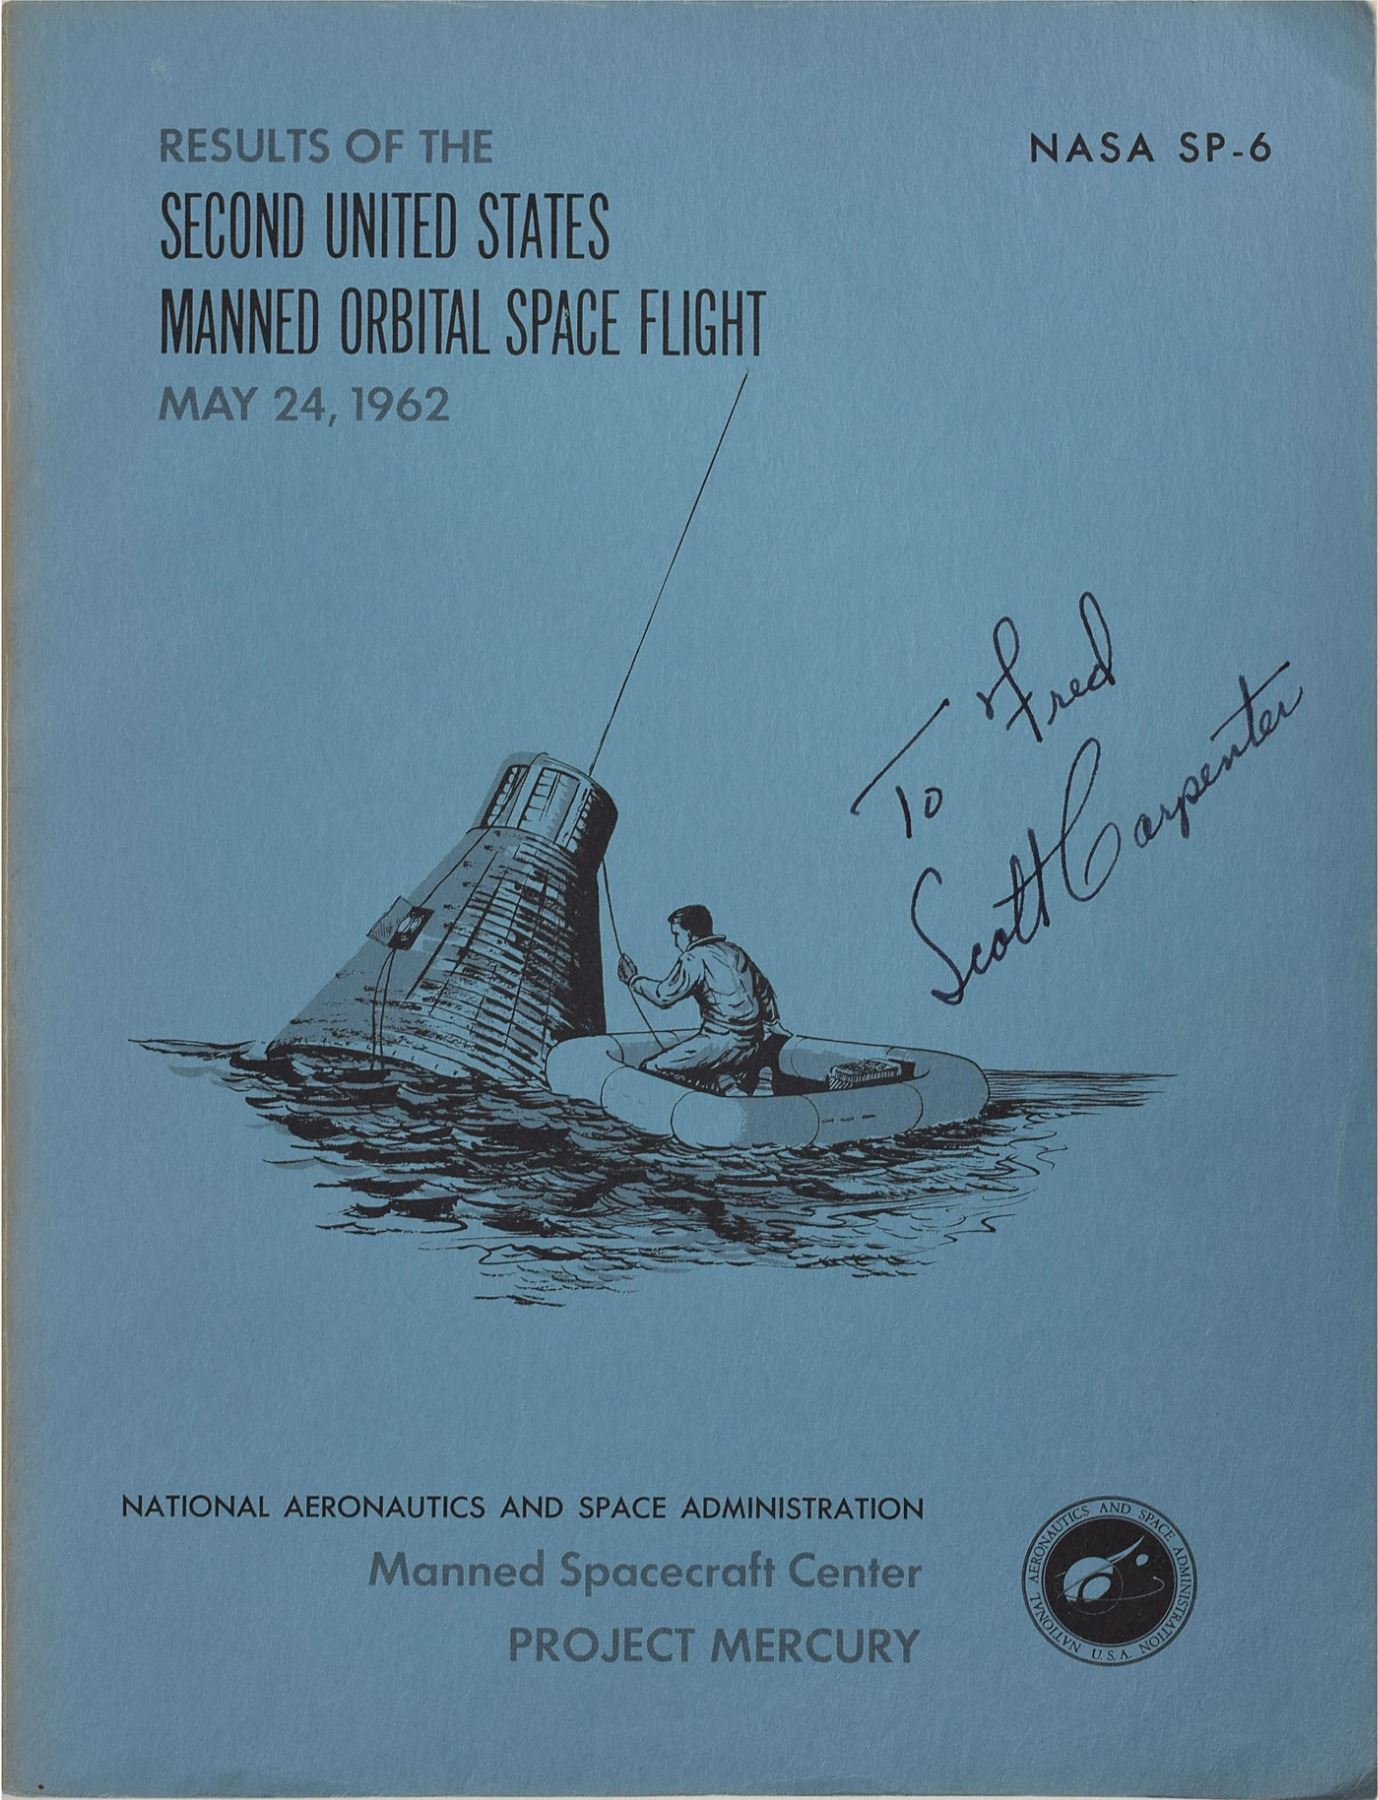 RESULTS OF THE
NASA SP-6
SECOND UNITED STATES
MANNED ORBITAL SPACE FLIGHT
MAY 24, 1962
To Fred
Scott Carpenter
NATIONAL AERONAUTICS AND SPACE ADMINISTRATION
Manned Spacecraft Center
PROJECT MERCURY
NATIONAL AERONAUTICS AND SPACE ADMINISTRATION
U.S.A.